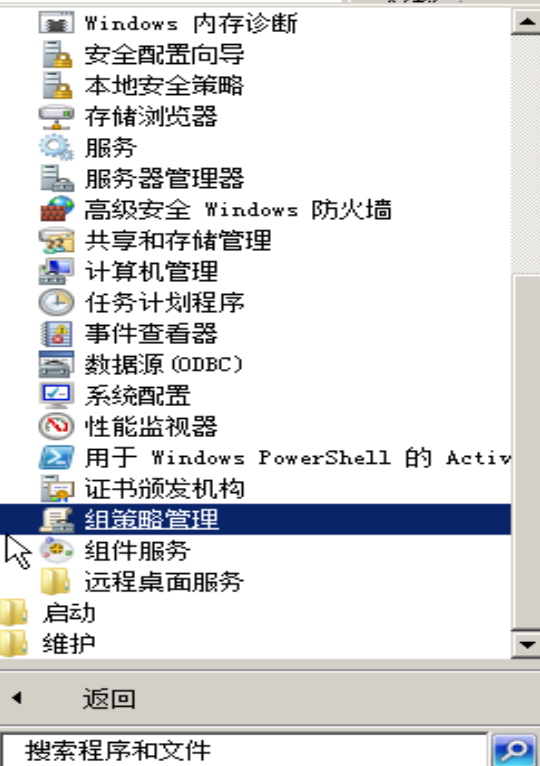 Windows 内存诊断
安全配置向导
本地安全策略
存储浏览器
服务
服务器管理器
高级安全 Windows 防火墙
共享和存储管理
计算机管理
任务计划程序
事件查看器
数据源(ODBC)
系统配置
性能监视器
用于 Windows PowerShell 的 Activ
证书颁发机构
组策略管理
组件服务
远程桌面服务
启动
维护
返回
搜索程序和文件